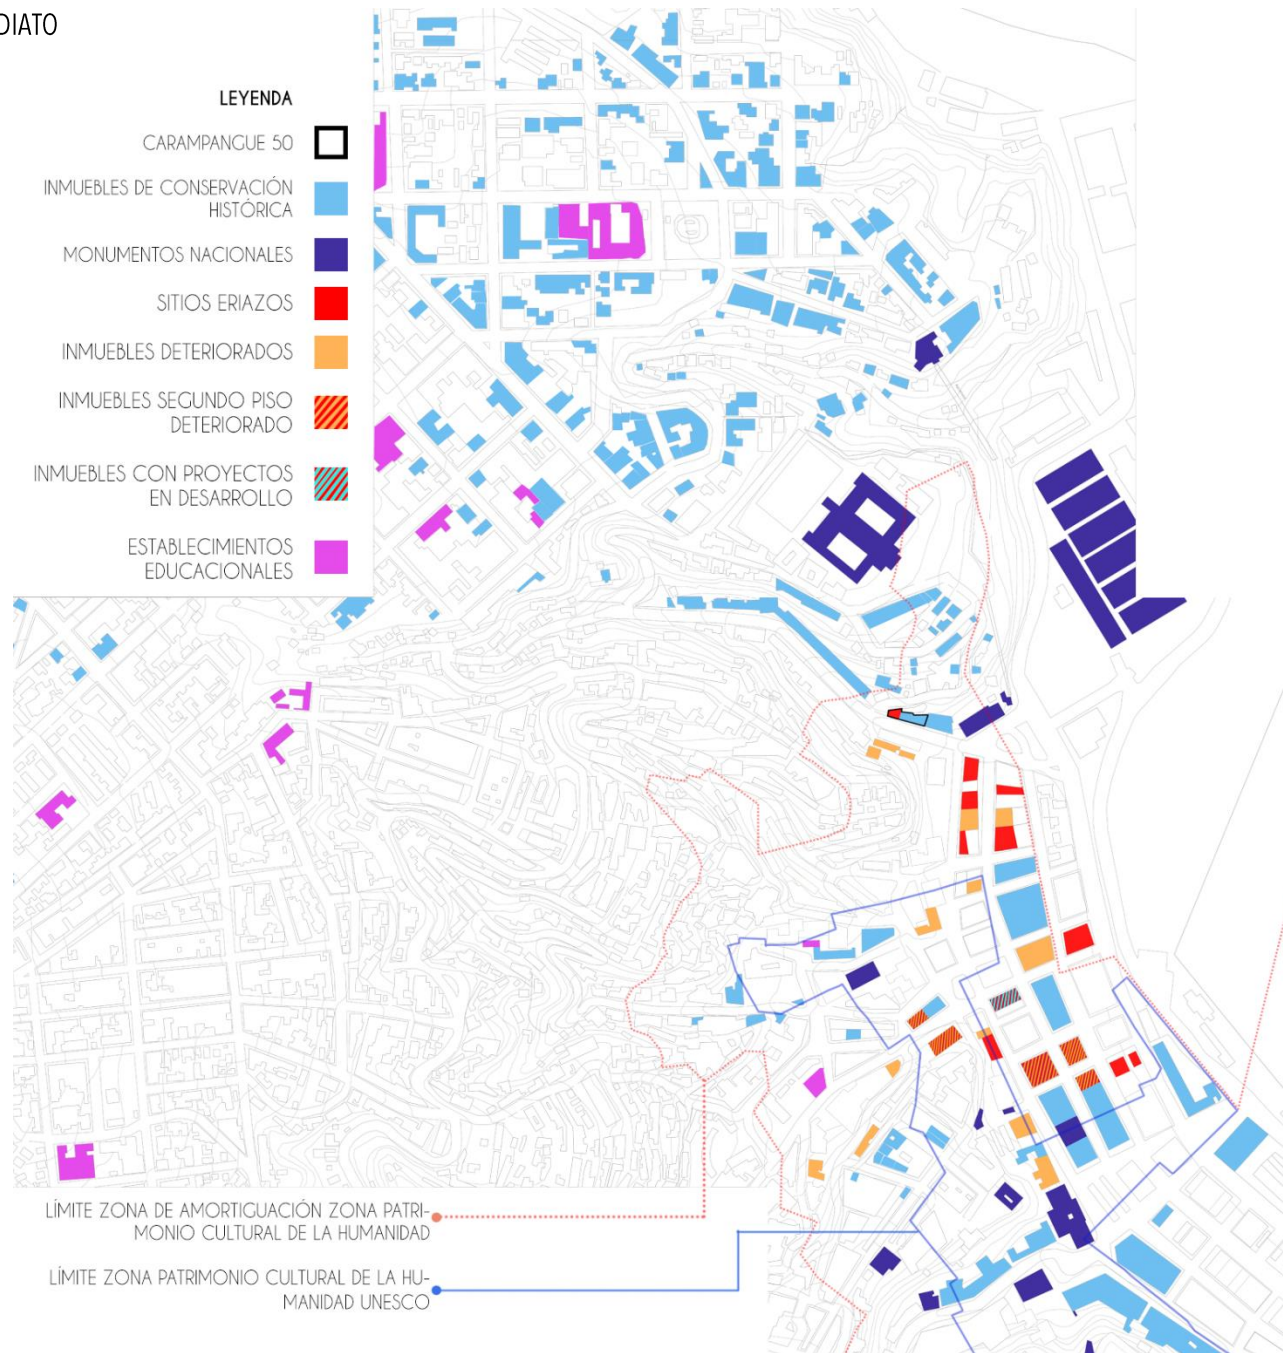 DIATO
LEYENDA
CARAMPANGUE 50
INMUEBLES DE CONSERVACIÓN
HISTÓRICA
MONUMENTOS NACIONALES
SITIOS ERIAZOS
INMUEBLES DETERIORADOS
INMUEBLES SEGUNDO PISO
DETERIORADO
INMUEBLES CON PROYECTOS
EN DESARROLLO
ESTABLECIMIENTOS
EDUCACIONALES
LÍMITE ZONA DE AMORTIGUACIÓN ZONA PATRI-
MONIO CULTURAL DE LA HUMANIDAD
LÍMITE ZONA PATRIMONIO CULTURAL DE LA HU-
MANIDAD UNESCO